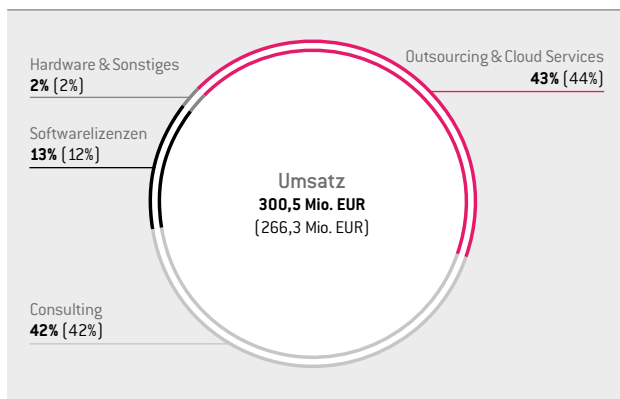 Hardware & Sonstiges
2% (2%)
Outsourcing & Cloud Services
43% (44%)
Softwarelizenzen
13% (12%)
Umsatz
300,5 Mio. EUR
(266,3 Mio. EUR)
Consulting
42% (42%)